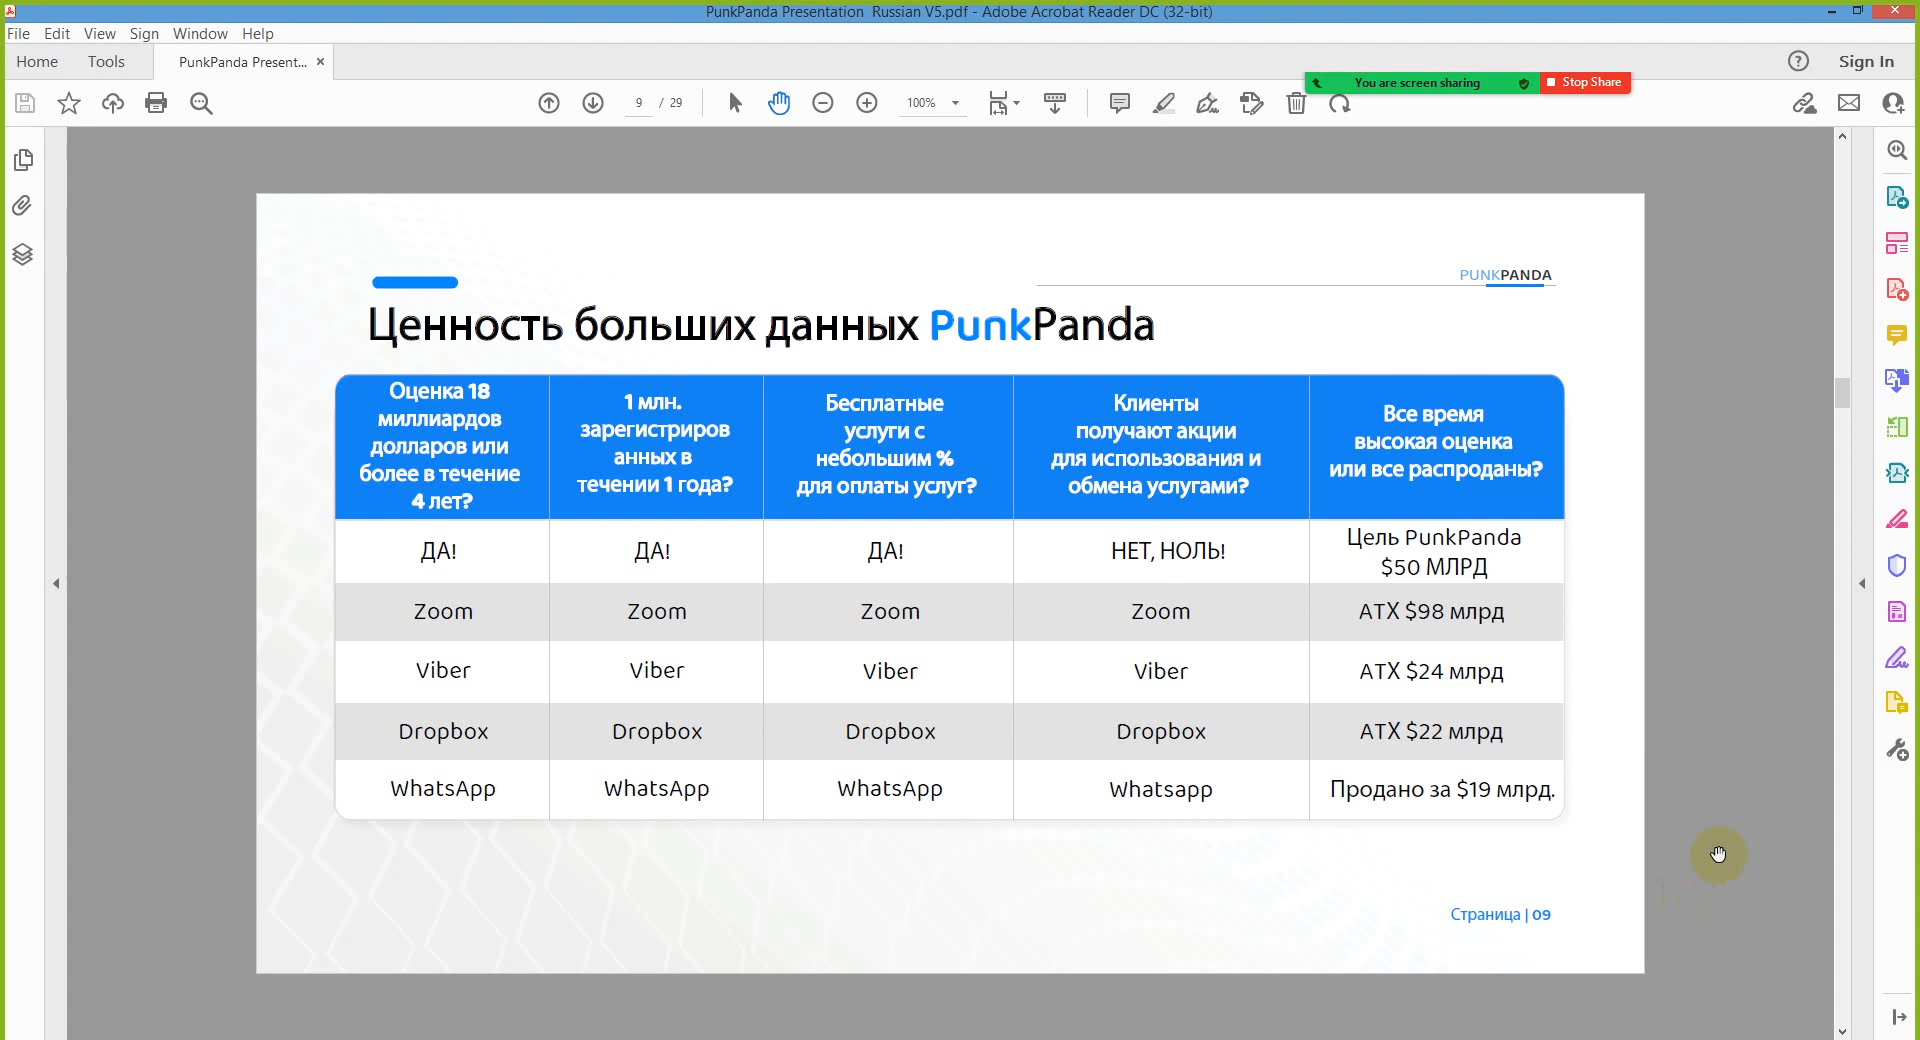 PunkPanda Presentation Russian V5.pdf - Adobe Acrobat Reader DC (32-bit)
File Edit View Sign Window Help
Home Tools PunkPanda Present... × Sign In
You are screen sharing Stop Share
9 / 29 100%
PUNKPANDA
Ценность больших данных PunkPanda
Оценка 18
миллиардов
долларов или
более в течение
4 лет?
1 млн.
зарегистриров
анных в
течении 1 года?
Бесплатные
услуги с
небольшим %
для оплаты услуг?
Клиенты
получают акции
для использования и
обмена услугами?
Все время
высокая оценка
или все распроданы?
ДА! ДА! ДА! НЕТ, НОЛЬ! Цель PunkPanda
$50 МЛРД
Zoom Zoom Zoom Zoom ATX $98 млрд
Viber Viber Viber Viber ATX $24 млрд
Dropbox Dropbox Dropbox Dropbox ATX $22 млрд
WhatsApp WhatsApp WhatsApp Whatsapp Продано за $19 млрд.
Страница | 09